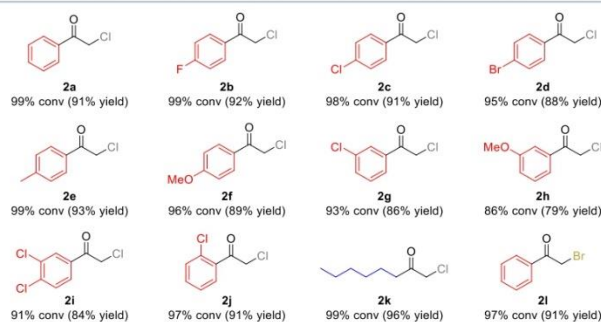 O Cl O Cl O Cl O Cl
F Cl Br
2a 2b 2c 2d
99% conv (91% yield) 99% conv (92% yield) 98% conv (91% yield) 95% conv (88% yield)
O Cl O Cl Cl O Cl MeO O Cl
MeO
2e 2f 2g 2h
99% conv (93% yield) 96% conv (89% yield) 93% conv (86% yield) 86% conv (79% yield)
Cl O Cl Cl O Cl O Cl O Br
Cl
2i 2j 2k 2l
91% conv (84% yield) 97% conv (91% yield) 99% conv (96% yield) 97% conv (91% yield)